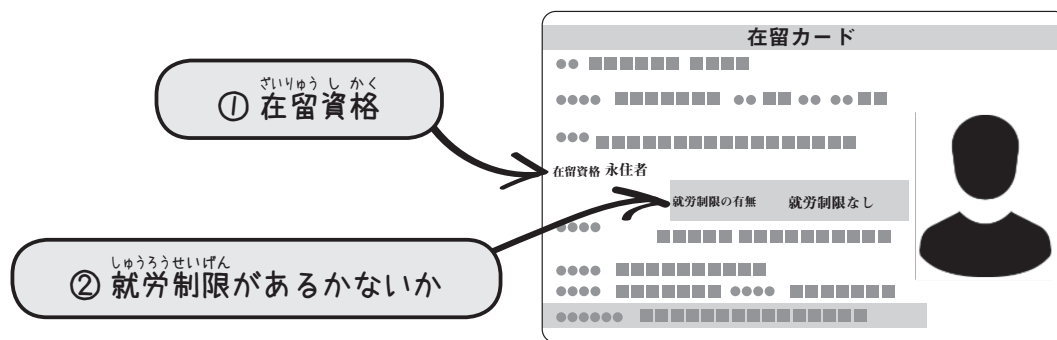 在留カード
ざいりゅうしかく
① 在留資格
在留資格 永住者
就労制限の有無 就労制限なし
しゅうろうせいげん
② 就労制限があるかないか